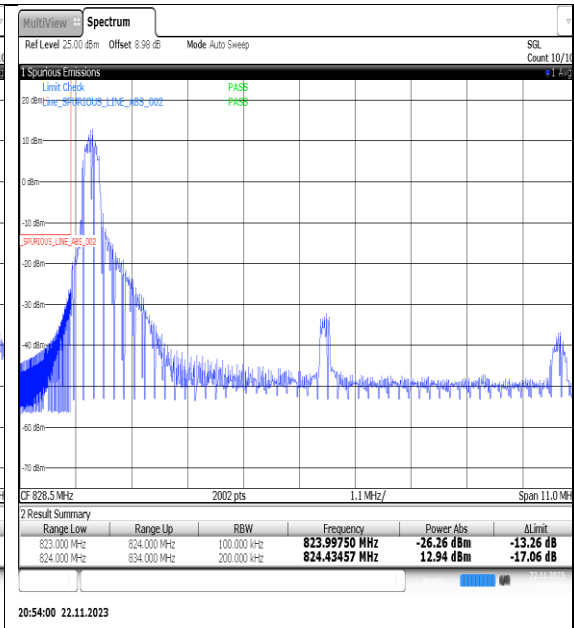 MultiView Spectrum
Ref Level 25.00 dBm Offset 8.98 dB Mode Auto Sweep SGL
Count 10/10
1 Spurious Emissions 1 Avg
Limit Check PASS
Line_SPURIOUS_LINE_ABS_002 PASS
20 dBm
10 dBm
0 dBm
-10 dBm
_SPURIOUS_LINE_ABS_002
-20 dBm
-30 dBm
-40 dBm
-60 dBm
-70 dBm
CF 828.5 MHz 2002 pts 1.1 MHz/ Span 11.0 MH
2 Result Summary
Range Low Range Up RBW Frequency Power Abs ΔLimit
823.000 MHz 824.000 MHz 100.000 kHz 823.99750 MHz -26.26 dBm -13.26 dB
824.000 MHz 834.000 MHz 200.000 kHz 824.43457 MHz 12.94 dBm -17.06 dB
22.11.2023
20:54:00 22.11.2023